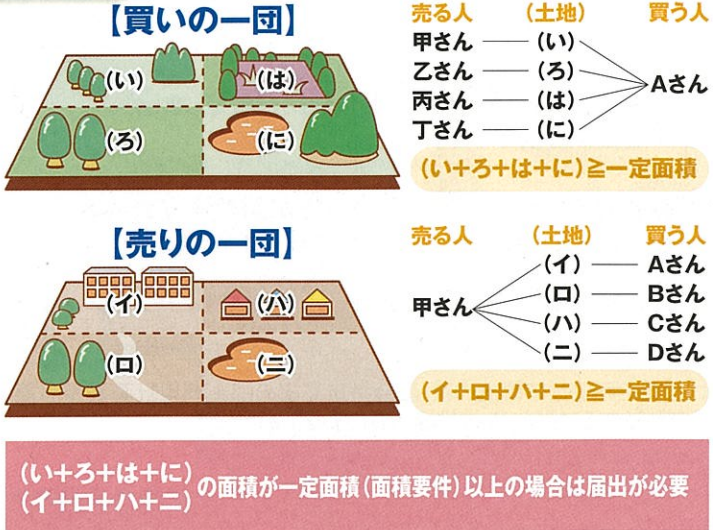 【買いの一団】
(い)
(は)
(ろ)
(に)
売る人 (土地) 買う人
甲さん (い)
乙さん (ろ)
丙さん (は)
丁さん (に)
Aさん
(い+ろ+は+に)≧一定面積
【売りの一団】
(イ)
(ハ)
(ロ)
(ニ)
売る人 (土地) 買う人
甲さん
(イ) Aさん
(ロ) Bさん
(ハ) Cさん
(ニ) Dさん
(イ+ロ+ハ+ニ)≧一定面積
(い+ろ+は+に)
(イ+ロ+ハ+ニ)
の面積が一定面積(面積要件)以上の場合は届出が必要